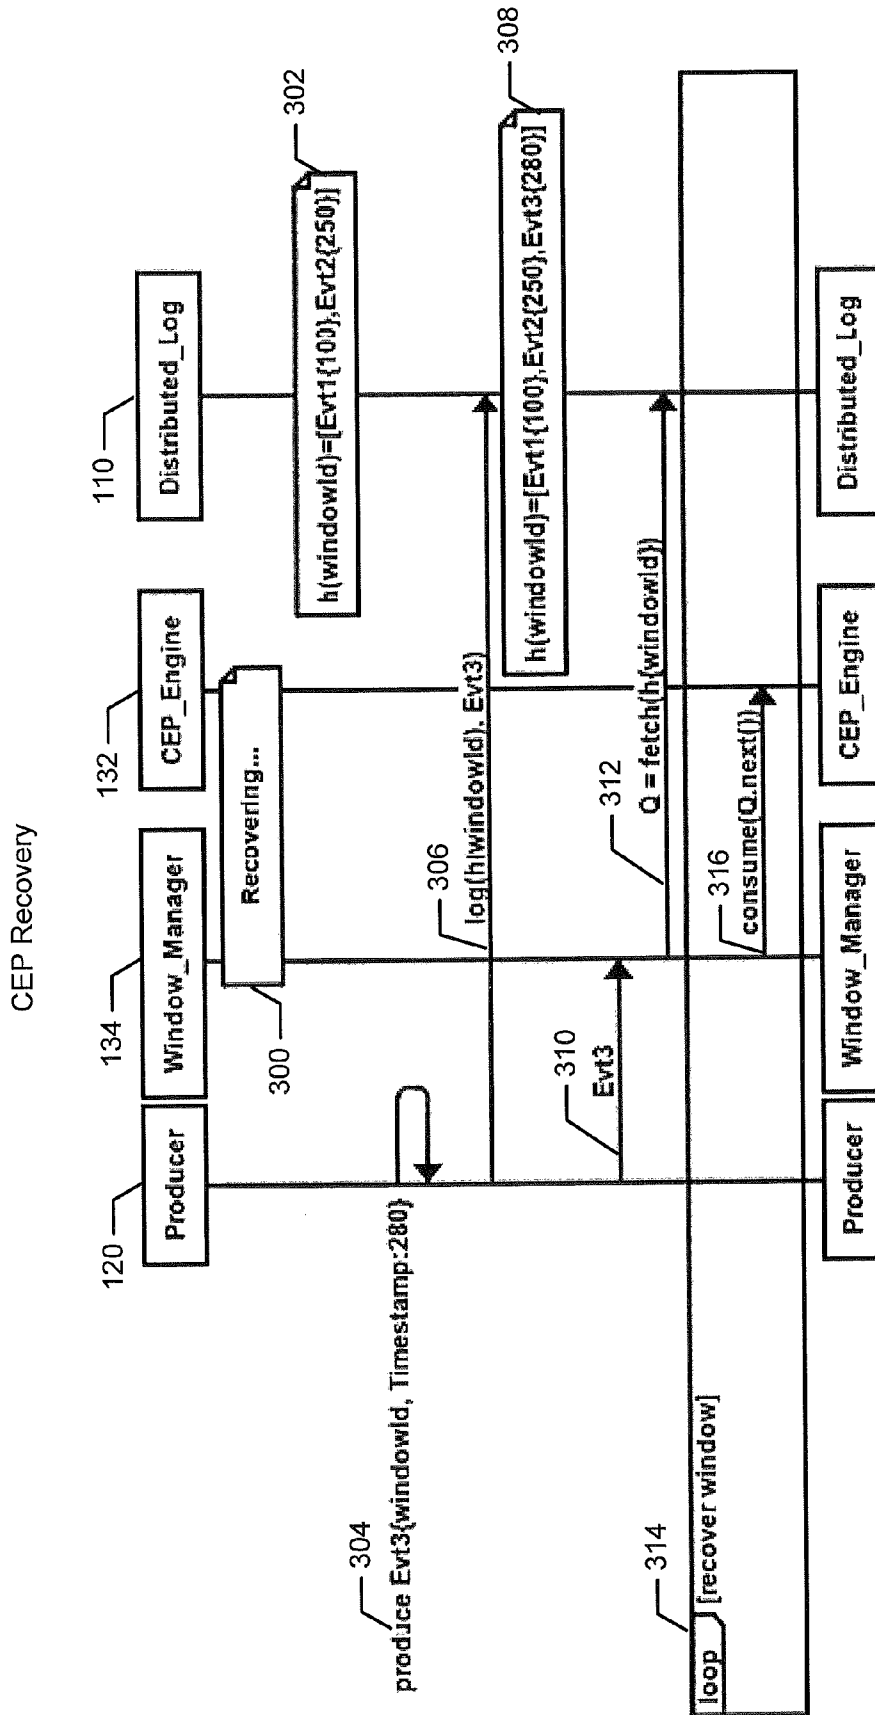 CEP Recovery
120
134
132
110
Producer
Window_Manager
CEP_Engine
Distributed_Log
300
Recovering...
302
h(windowId)=[Evt1{100},Evt2{250}]
304
produce Evt3{windowId, Timestamp:280}
306
log(h(windowId), Evt3)
308
h(windowId)=[Evt1{100},Evt2{250},Evt3{280}]
310
Evt3
312
Q = fetch(h(windowId))
314
loop
[recover window]
316
consume(Q.next())
Producer
Window_Manager
CEP_Engine
Distributed_Log